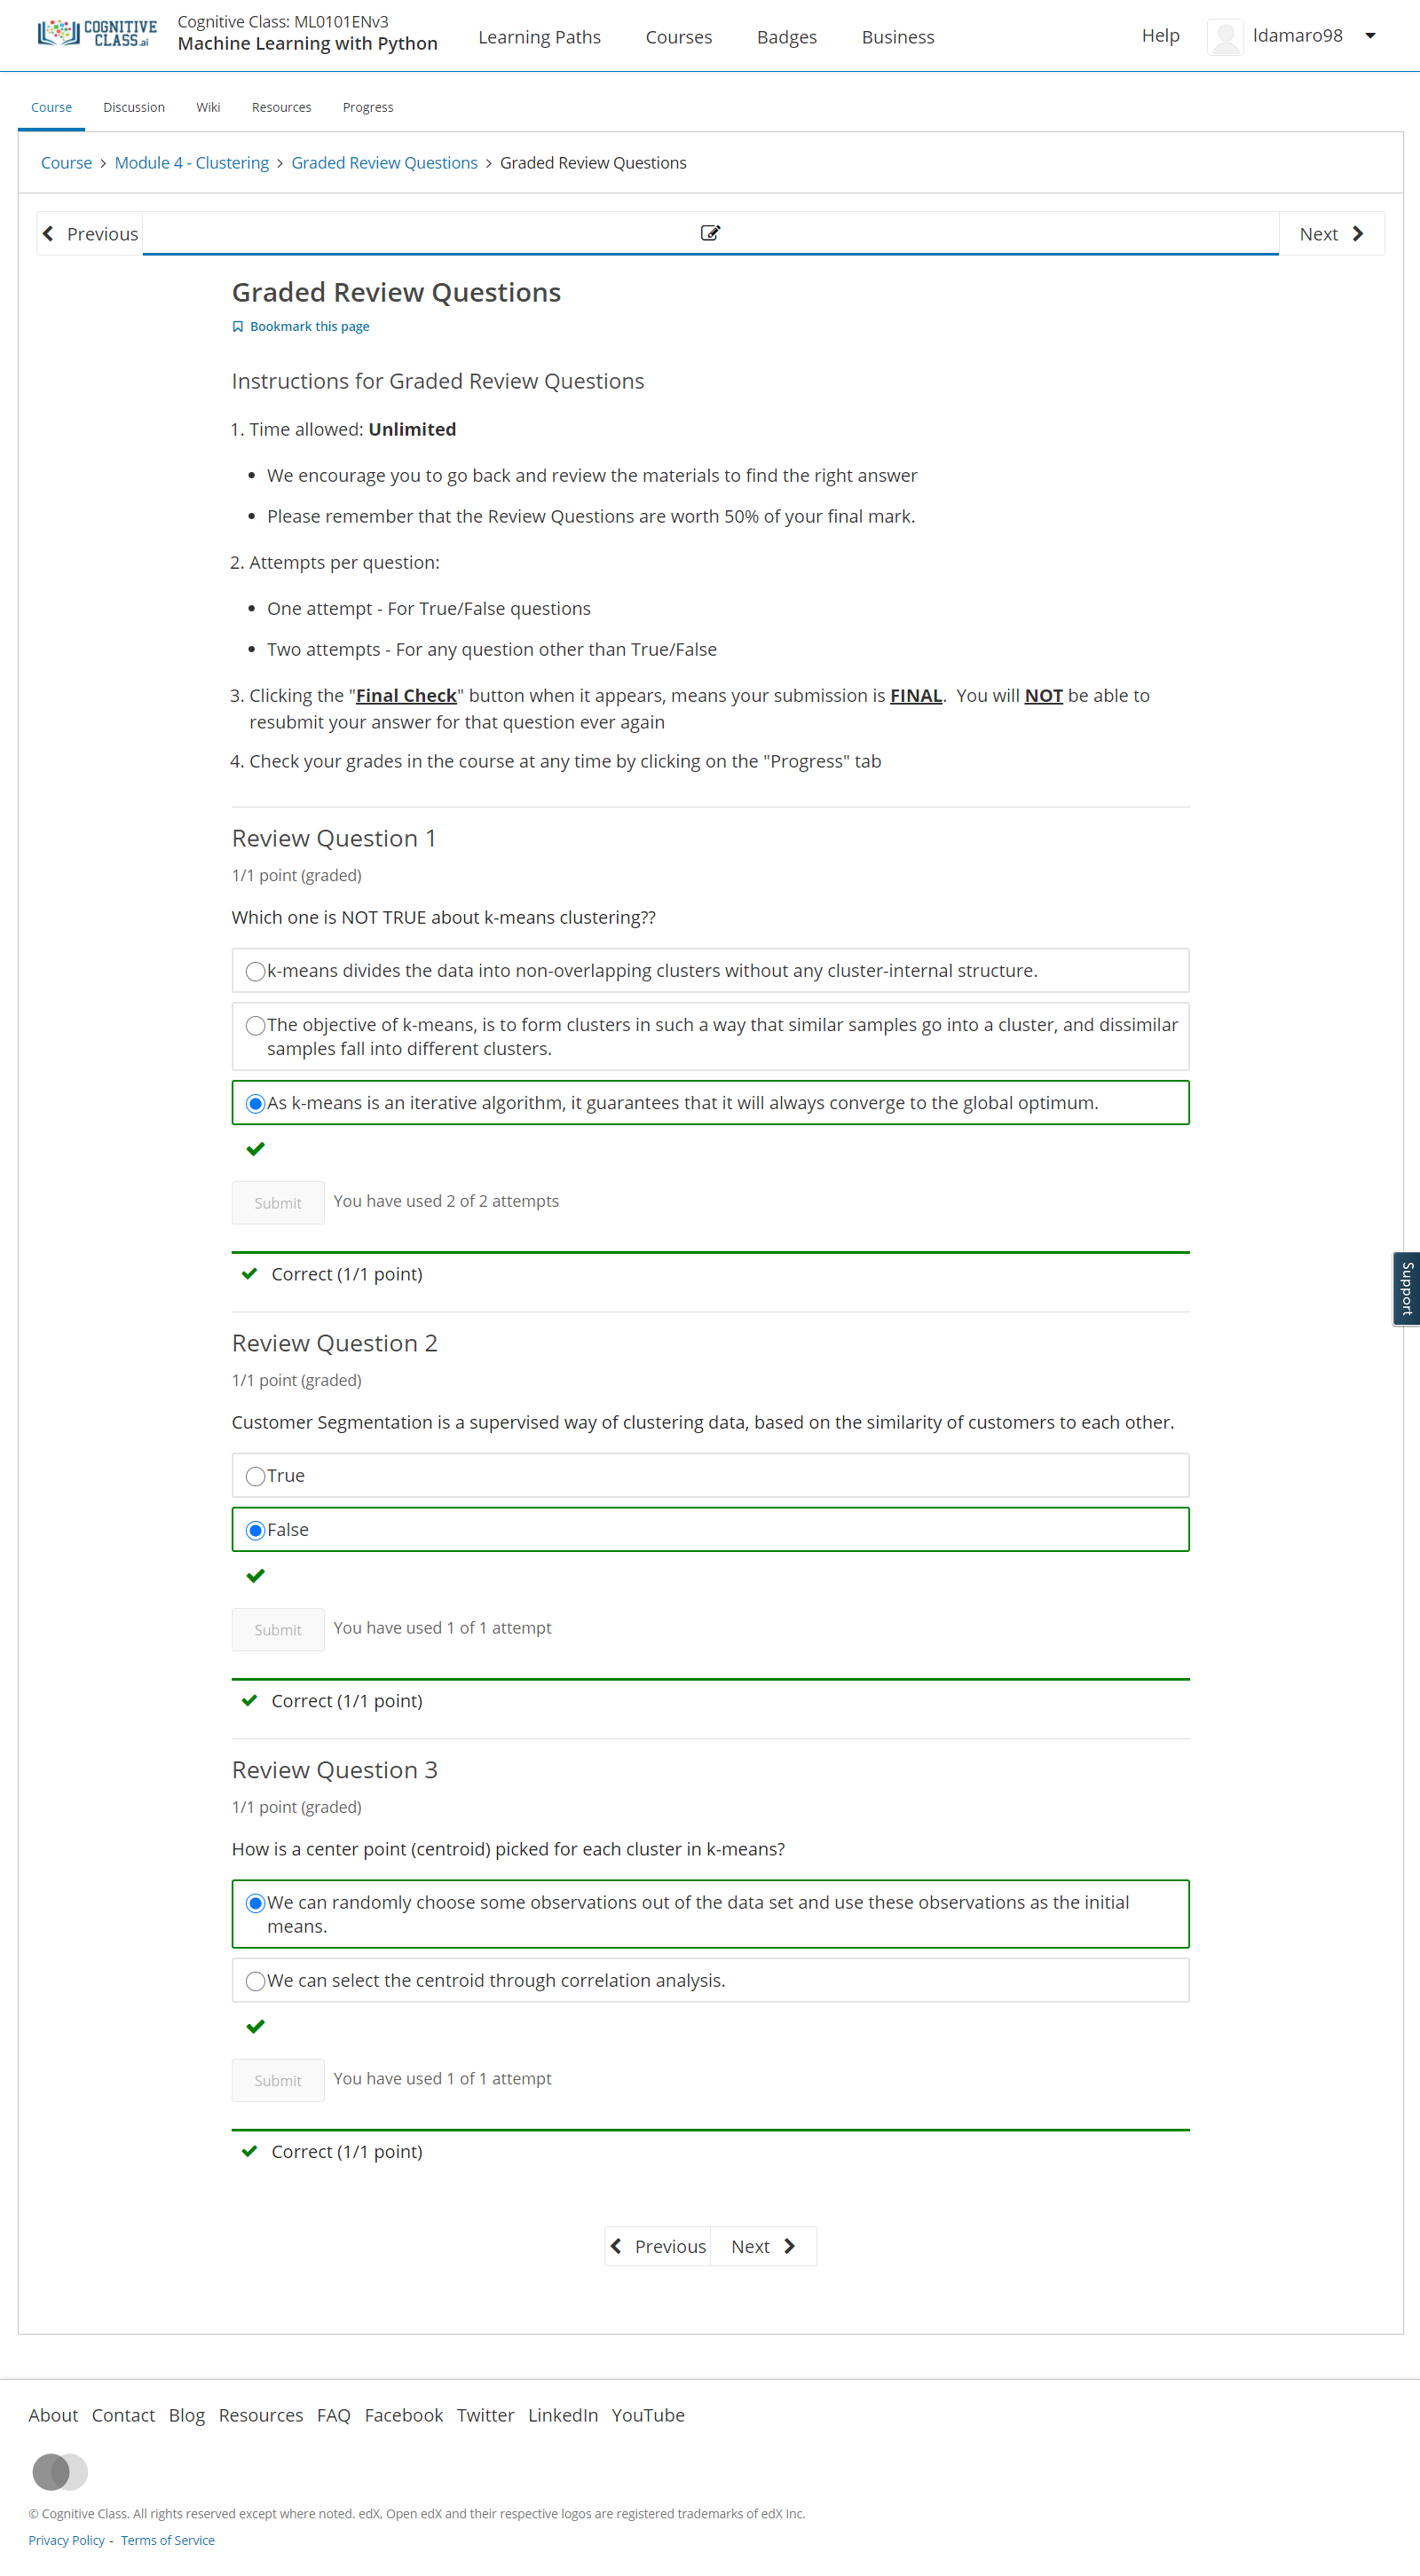 COGNITIVE
CLASS.ai
Cognitive Class: ML0101ENv3
Machine Learning with Python
Learning Paths
Courses
Badges
Business
Help
ldamaro98
Course
Discussion
Wiki
Resources
Progress
Course > Module 4 - Clustering > Graded Review Questions > Graded Review Questions
Previous
Next
Graded Review Questions
Bookmark this page
Instructions for Graded Review Questions
1. Time allowed: Unlimited
• We encourage you to go back and review the materials to find the right answer
• Please remember that the Review Questions are worth 50% of your final mark.
2. Attempts per question:
• One attempt - For True/False questions
• Two attempts - For any question other than True/False
3. Clicking the "Final Check" button when it appears, means your submission is FINAL. You will NOT be able to
resubmit your answer for that question ever again
4. Check your grades in the course at any time by clicking on the "Progress" tab
Review Question 1
1/1 point (graded)
Which one is NOT TRUE about k-means clustering??
k-means divides the data into non-overlapping clusters without any cluster-internal structure.
The objective of k-means, is to form clusters in such a way that similar samples go into a cluster, and dissimilar
samples fall into different clusters.
As k-means is an iterative algorithm, it guarantees that it will always converge to the global optimum.
Submit
You have used 2 of 2 attempts
Support
Correct (1/1 point)
Review Question 2
1/1 point (graded)
Customer Segmentation is a supervised way of clustering data, based on the similarity of customers to each other.
True
False
Submit
You have used 1 of 1 attempt
Correct (1/1 point)
Review Question 3
1/1 point (graded)
How is a center point (centroid) picked for each cluster in k-means?
We can randomly choose some observations out of the data set and use these observations as the initial
means.
We can select the centroid through correlation analysis.
Submit
You have used 1 of 1 attempt
Correct (1/1 point)
Previous
Next
About Contact Blog Resources FAQ Facebook Twitter LinkedIn YouTube
© Cognitive Class. All rights reserved except where noted. edX, Open edX and their respective logos are registered trademarks of edX Inc.
Privacy Policy - Terms of Service